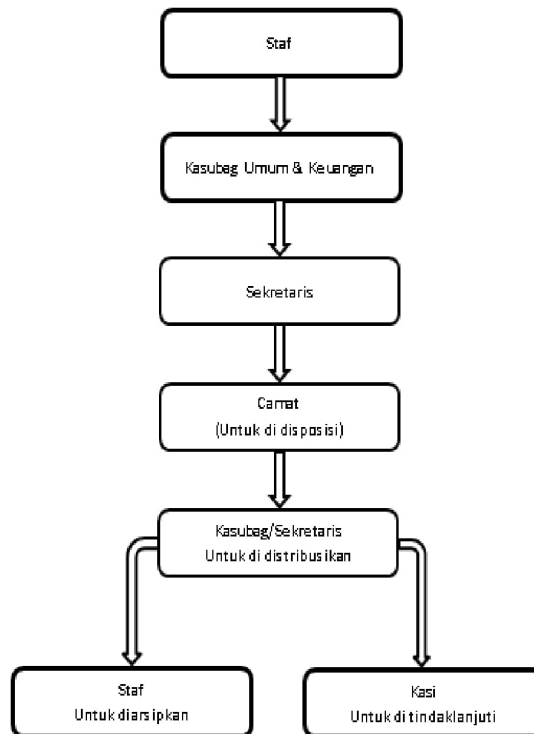 Staf
Kasubag Umum & Keuangan
Sekretaris
Camat
(Untuk di disposisi)
Kasubag/Sekretaris
Untuk di distribusikan
Staf
Untuk diarsipkan
Kasi
Untuk di tindaklanjuti